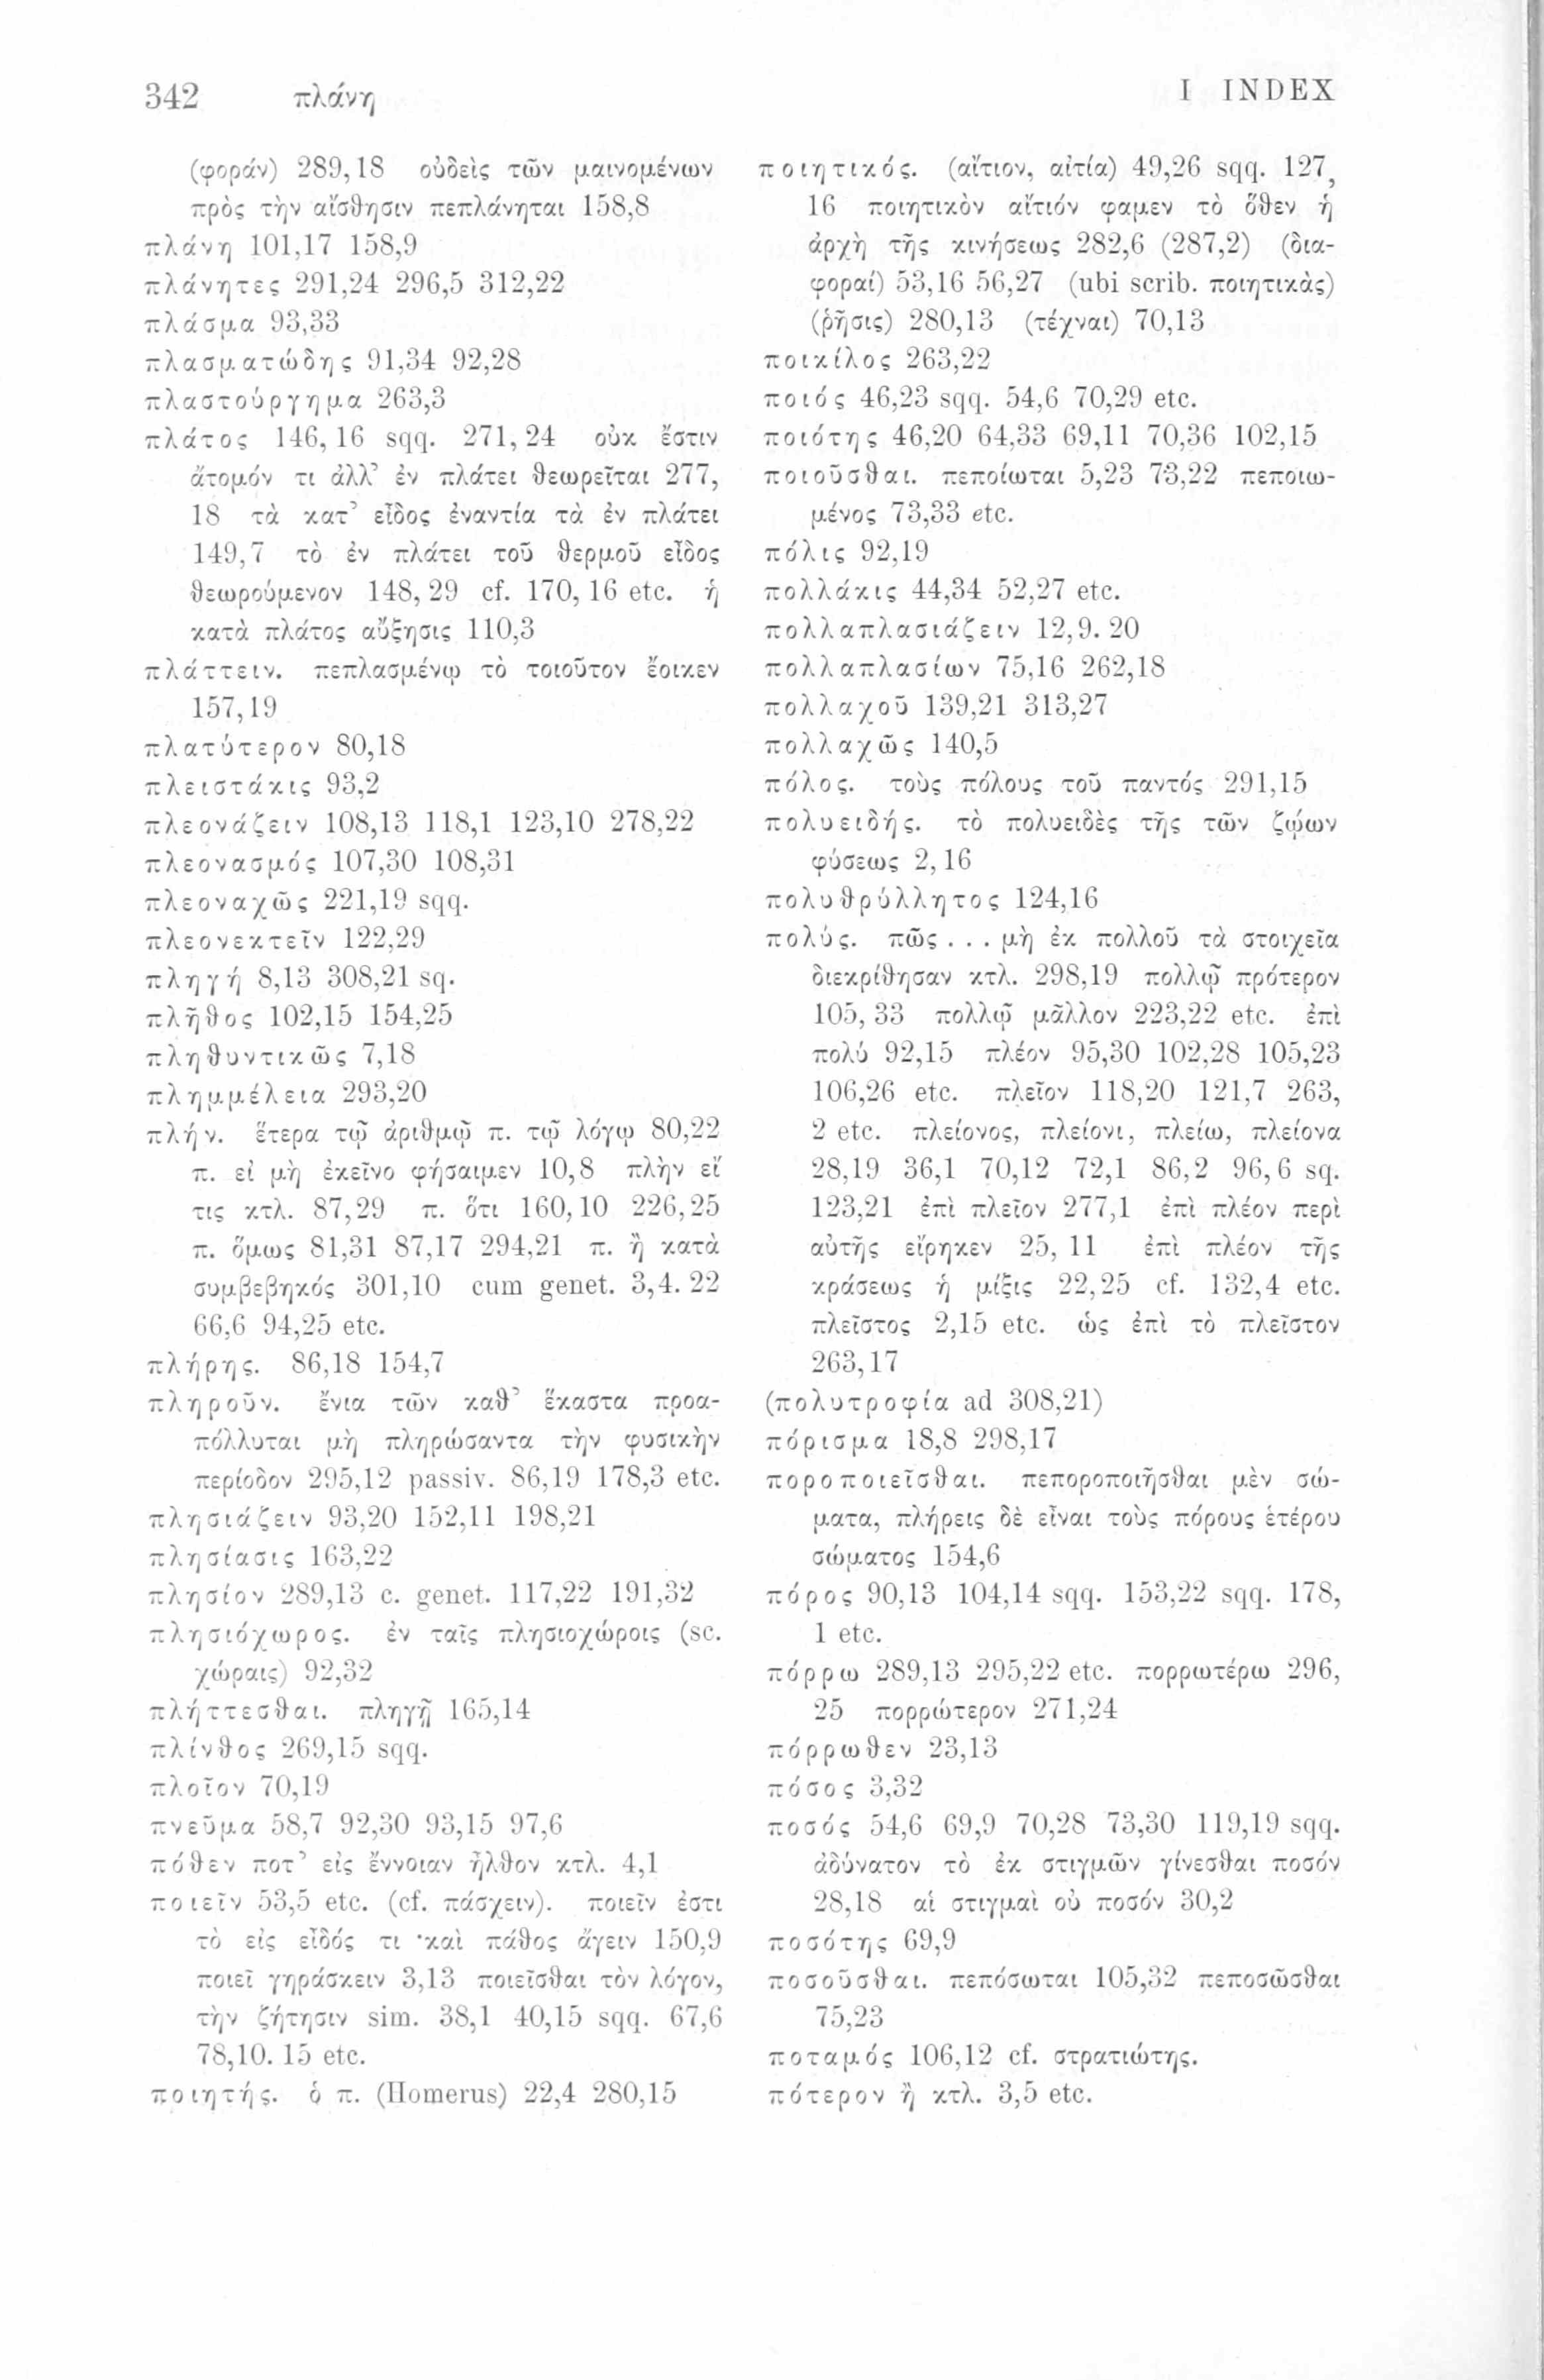 342 πλάνη I INDEX
(φοράν) 289,18 οὐδεὶς τῶν μαινομένων
πρὸς τὴν αἴσθησιν πεπλάνηται 158,8
πλάνη 101,17 158,9
πλάνητες 291,24 296,5 312,22
πλάσμα 93,33
πλασματώδης 91,34 92,28
πλαστούργημα 263,3
πλάτος 146,16 sqq. 271,24 οὐκ ἔστιν
ἄτομόν τι ἀλλ’ ἐν πλάτει θεωρεῖται 277,
18 τὰ κατ’ εἶδος ἐναντία τὰ ἐν πλάτει
149,7 τὸ ἐν πλάτει τοῦ θερμοῦ εἶδος
θεωρούμενον 148,29 cf. 170,16 etc. ἡ
κατὰ πλάτος αὔξησις 110,3
πλάττειν. πεπλασμένῳ τὸ τοιοῦτον ἔοικεν
157,19
πλατύτερον 80,18
πλειστάκις 93,2
πλεονάζειν 108,13 118,1 123,10 278,22
πλεονασμός 107,30 108,31
πλεοναχῶς 221,19 sqq.
πλεονεκτεῖν 122,29
πληγή 8,13 308,21 sq.
πλῆθος 102,15 154,25
πληθυντικῶς 7,18
πλημμέλεια 293,20
πλήν. ἕτερα τῷ ἀριθμῷ π. τῷ λόγῳ 80,22
π. εἰ μὴ ἐκεῖνο φήσαιμεν 10,8 πλὴν εἴ
τις κτλ. 87,29 π. ὅτι 160,10 226,25
π. ὅμως 81,31 87,17 294,21 π. ἢ κατὰ
συμβεβηκός 301,10 cum genet. 3,4. 22
66,6 94,25 etc.
πλήρης. 86,18 154,7
πληροῦν. ἔνια τῶν καθ’ ἕκαστα προα-
πόλλυται μὴ πληρώσαντα τὴν φυσικὴν
περίοδον 295,12 passiv. 86,19 178,3 etc.
πλησιάζειν 93,20 152,11 198,21
πλησίασις 163,22
πλησίον 289,13 c. genet. 117,22 191,32
πλησιόχωρος. ἐν ταῖς πλησιοχώροις (sc.
χώραις) 92,32
πλήττεσθαι. πληγῇ 165,14
πλίνθος 269,15 sqq.
πλοῖον 70,19
πνεῦμα 58,7 92,30 93,15 97,6
πόθεν ποτ’ εἰς ἔννοιαν ἦλθον κτλ. 4,1
ποιεῖν 53,5 etc. (cf. πάσχειν). ποιεῖν ἐστι
τὸ εἰς εἶδός τι καὶ πάθος ἄγειν 150,9
ποιεῖ γηράσκειν 3,13 ποιεῖσθαι τὸν λόγον,
τὴν ζήτησιν sim. 38,1 40,15 sqq. 67,6
78,10. 15 etc.
ποιητής. ὁ π. (Homerus) 22,4 280,15
ποιητικός. (αἴτιον, αἰτία) 49,26 sqq. 127,
16 ποιητικὸν αἴτιόν φαμεν τὸ ὅθεν ἡ
ἀρχὴ τῆς κινήσεως 282,6 (287,2) (δια-
φοραί) 53,16 56,27 (ubi scrib. ποιητικὰς)
(ῥῆσις) 280,13 (τέχναι) 70,13
ποικίλος 263,22
ποιός 46,23 sqq. 54,6 70,29 etc.
ποιότης 46,20 64,33 69,11 70,36 102,15
ποιοῦσθαι. πεποίωται 5,23 73,22 πεποιω-
μένος 73,33 etc.
πόλις 92,19
πολλάκις 44,34 52,27 etc.
πολλαπλασιάζειν 12,9. 20
πολλαπλασίων 75,16 262,18
πολλαχοῦ 139,21 313,27
πολλαχῶς 140,5
πόλος. τοὺς πόλους τοῦ παντός 291,15
πολυειδής. τὸ πολυειδὲς τῆς τῶν ζῴων
φύσεως 2,16
πολυθρύλλητος 124,16
πολύς. πῶς . . . μὴ ἐκ πολλοῦ τὰ στοιχεῖα
διεκρίθησαν κτλ. 298,19 πολλῷ πρότερον
105,33 πολλῷ μᾶλλον 223,22 etc. ἐπὶ
πολύ 92,15 πλέον 95,30 102,28 105,23
106,26 etc. πλεῖον 118,20 121,7 263,
2 etc. πλείονος, πλείονι, πλείω, πλείονα
28,19 36,1 70,12 72,1 86,2 96,6 sq.
123,21 ἐπὶ πλεῖον 277,1 ἐπὶ πλέον περὶ
αὐτῆς εἴρηκεν 25,11 ἐπὶ πλέον τῆς
κράσεως ἡ μίξις 22,25 cf. 132,4 etc.
πλεῖστος 2,15 etc. ὡς ἐπὶ τὸ πλεῖστον
263,17
(πολυτροφία ad 308,21)
πόρισμα 18,8 298,17
ποροποιεῖσθαι. πεποροποιῆσθαι μὲν σώ-
ματα, πλήρεις δὲ εἶναι τοὺς πόρους ἑτέρου
σώματος 154,6
πόρος 90,13 104,14 sqq. 153,22 sqq. 178,
1 etc.
πόρρω 289,13 295,22 etc. πορρωτέρω 296,
25 πορρώτερον 271,24
πόρρωθεν 23,13
πόσος 3,32
ποσός 54,6 69,9 70,28 73,30 119,19 sqq.
ἀδύνατον τὸ ἐκ στιγμῶν γίνεσθαι ποσόν
28,18 αἱ στιγμαὶ οὐ ποσόν 30,2
ποσότης 69,9
ποσοῦσθαι. πεπόσωται 105,32 πεποσῶσθαι
75,23
ποταμός 106,12 cf. στρατιώτης.
πότερον ἢ κτλ. 3,5 etc.